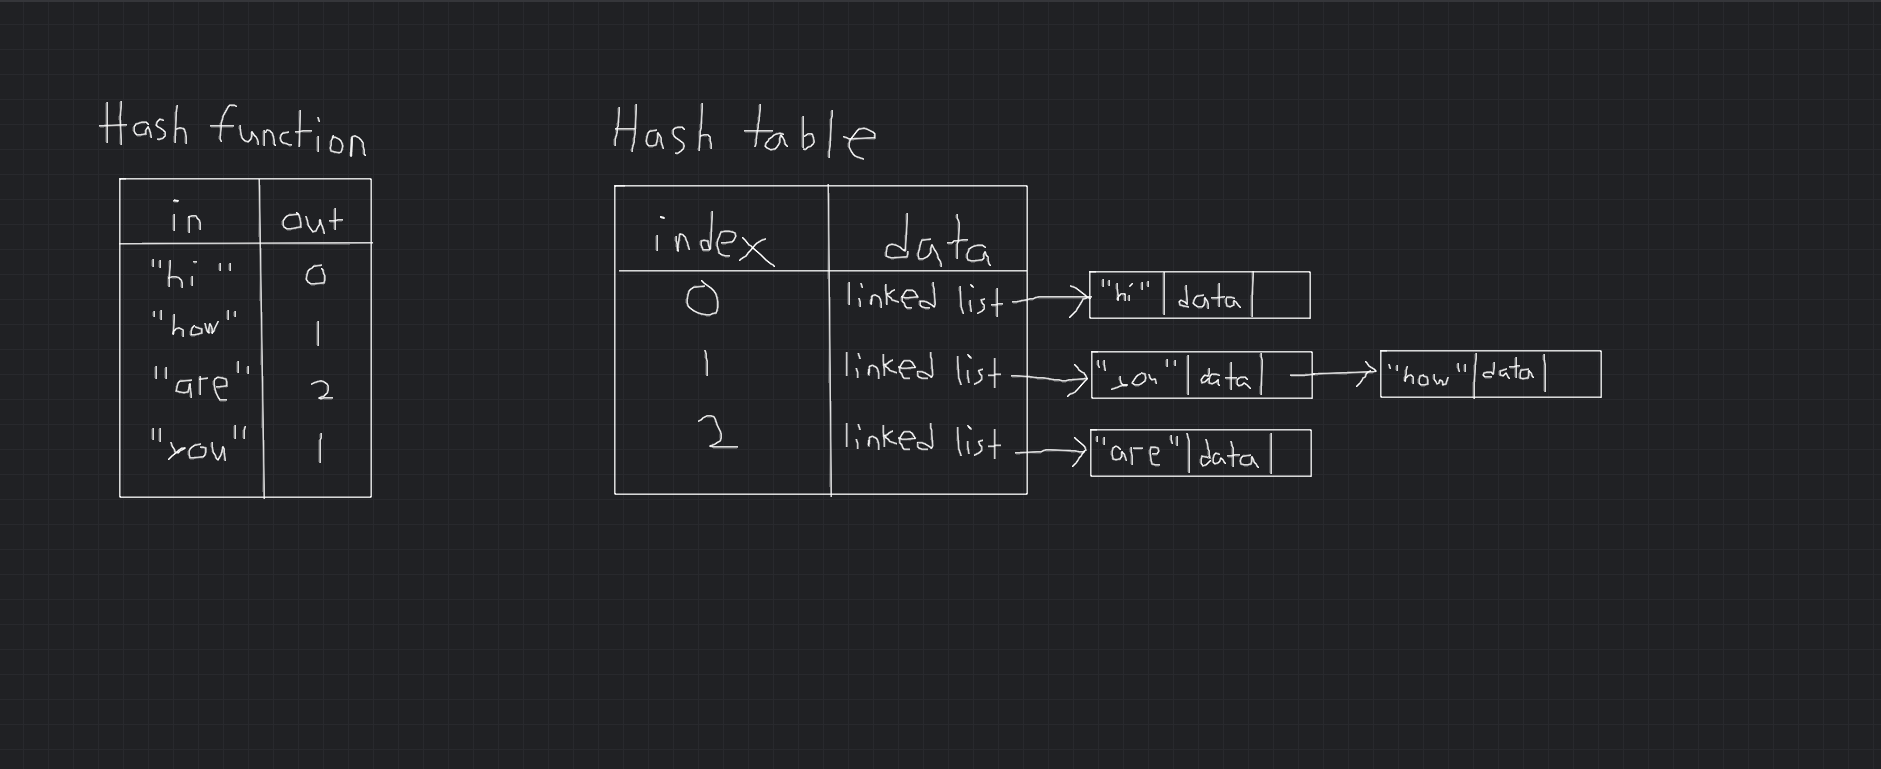 Hash function
in out
"hi" 0
"how" 1
"are" 2
"you" 1
Hash table
index data
0 linked list "hi" data
1 linked list "you" data "how" data
2 linked list "are" data